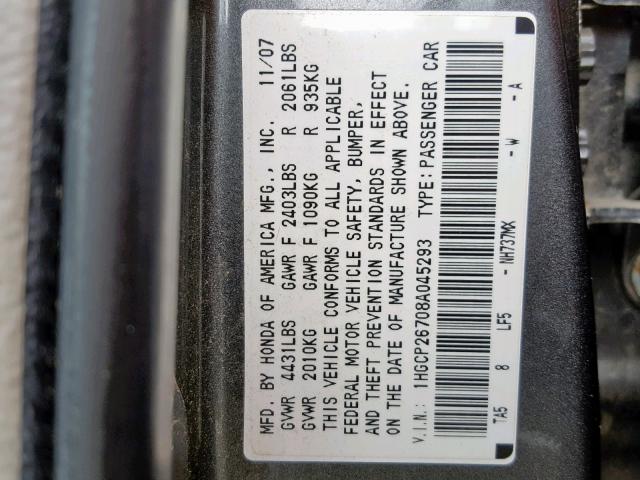 MFD. BY HONDA OF AMERICA MFG., INC. 11/07
GVWR 4431LBS GAWR F 2403LBS R 2061LBS
GVWR 2010KG GAWR F 1090KG R 935KG
THIS VEHICLE CONFORMS TO ALL APPLICABLE
FEDERAL MOTOR VEHICLE SAFETY, BUMPER,
AND THEFT PREVENTION STANDARDS IN EFFECT
ON THE DATE OF MANUFACTURE SHOWN ABOVE.
V.I.N.: 1HGCP26708A045293 TYPE: PASSENGER CAR
TA5 8 LF5 - NH737MX - W - A